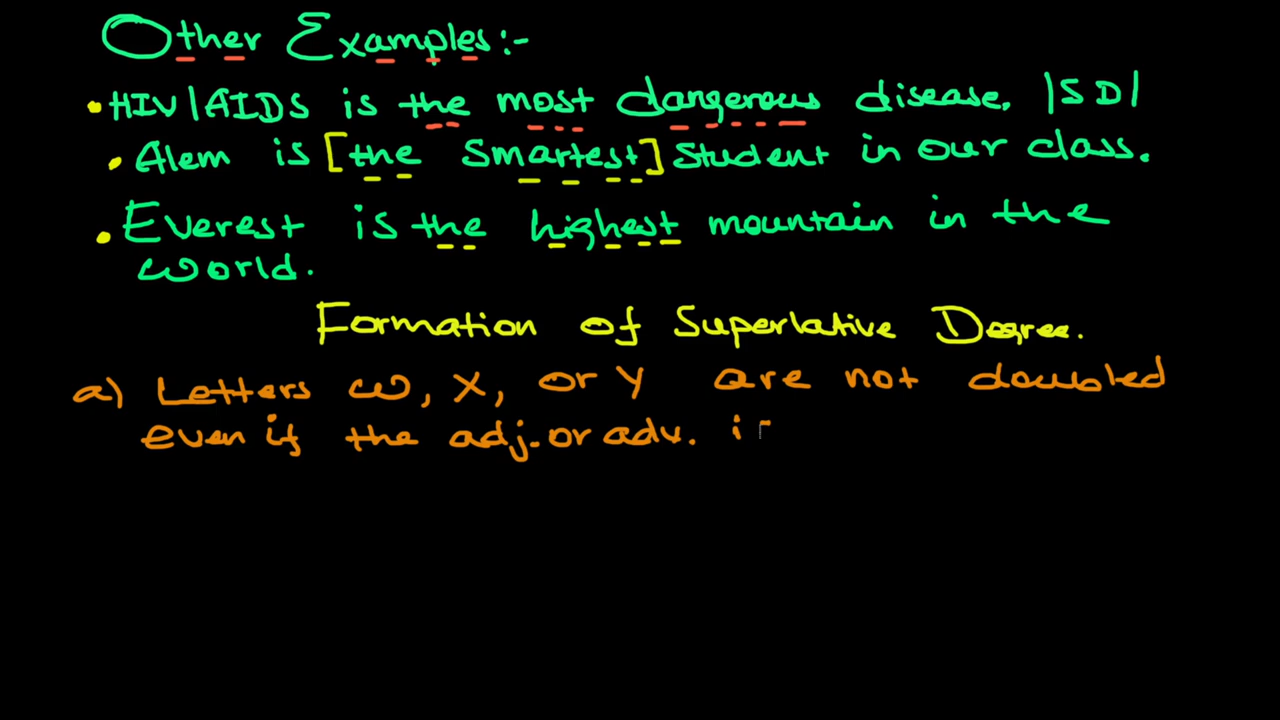 Other Examples:-
• HIV/AIDS is the most dangerous disease. |SD|
• Alem is [the smartest] student in our class.
• Everest is the highest mountain in the
world.
Formation of Superlative Degree.
a) Letters w, x, or y are not doubled
even if the adj. or adv. i